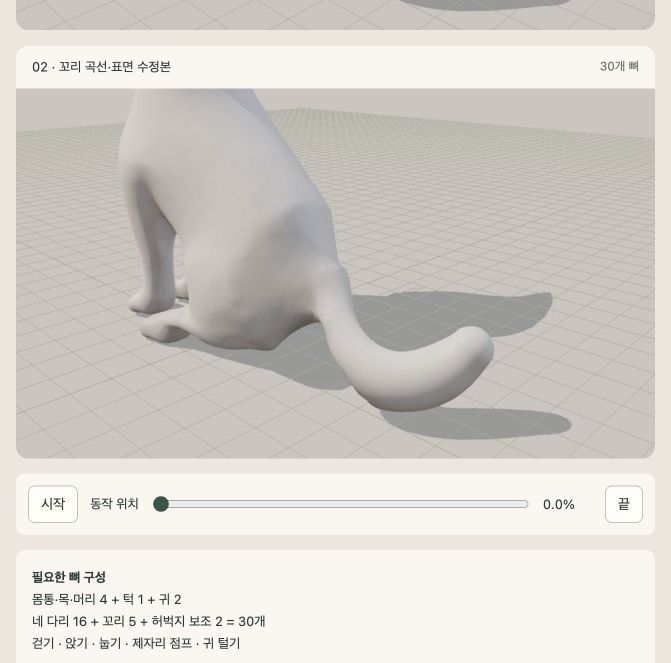 02 · 꼬리 곡선·표면 수정본
30개 뼈
시작
동작 위치
0.0%
끝
필요한 뼈 구성
몸통·목·머리 4 + 턱 1 + 귀 2
네 다리 16 + 꼬리 5 + 허벅지 보조 2 = 30개
걷기 · 앉기 · 눕기 · 제자리 점프 · 귀 털기